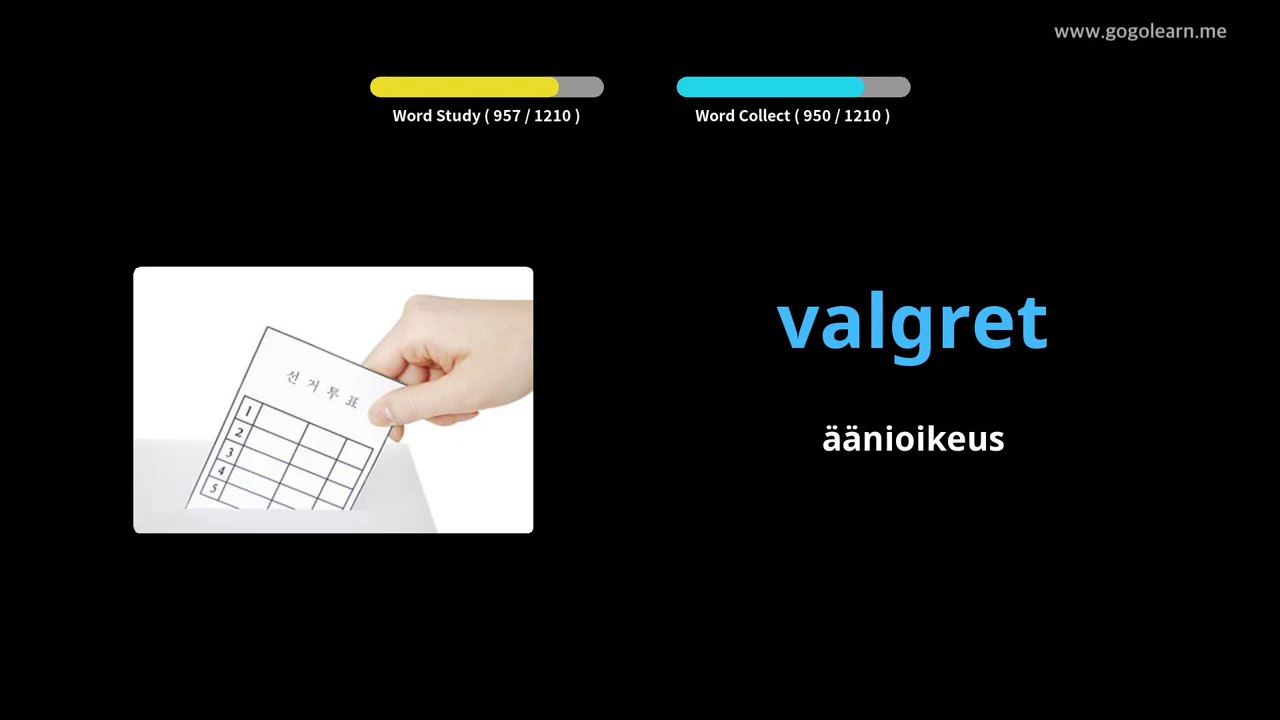 www.gogolearn.me
Word Study ( 957 / 1210 )
Word Collect ( 950 / 1210 )
valgret
äänioikeus
선거투표
1
2
3
4
5